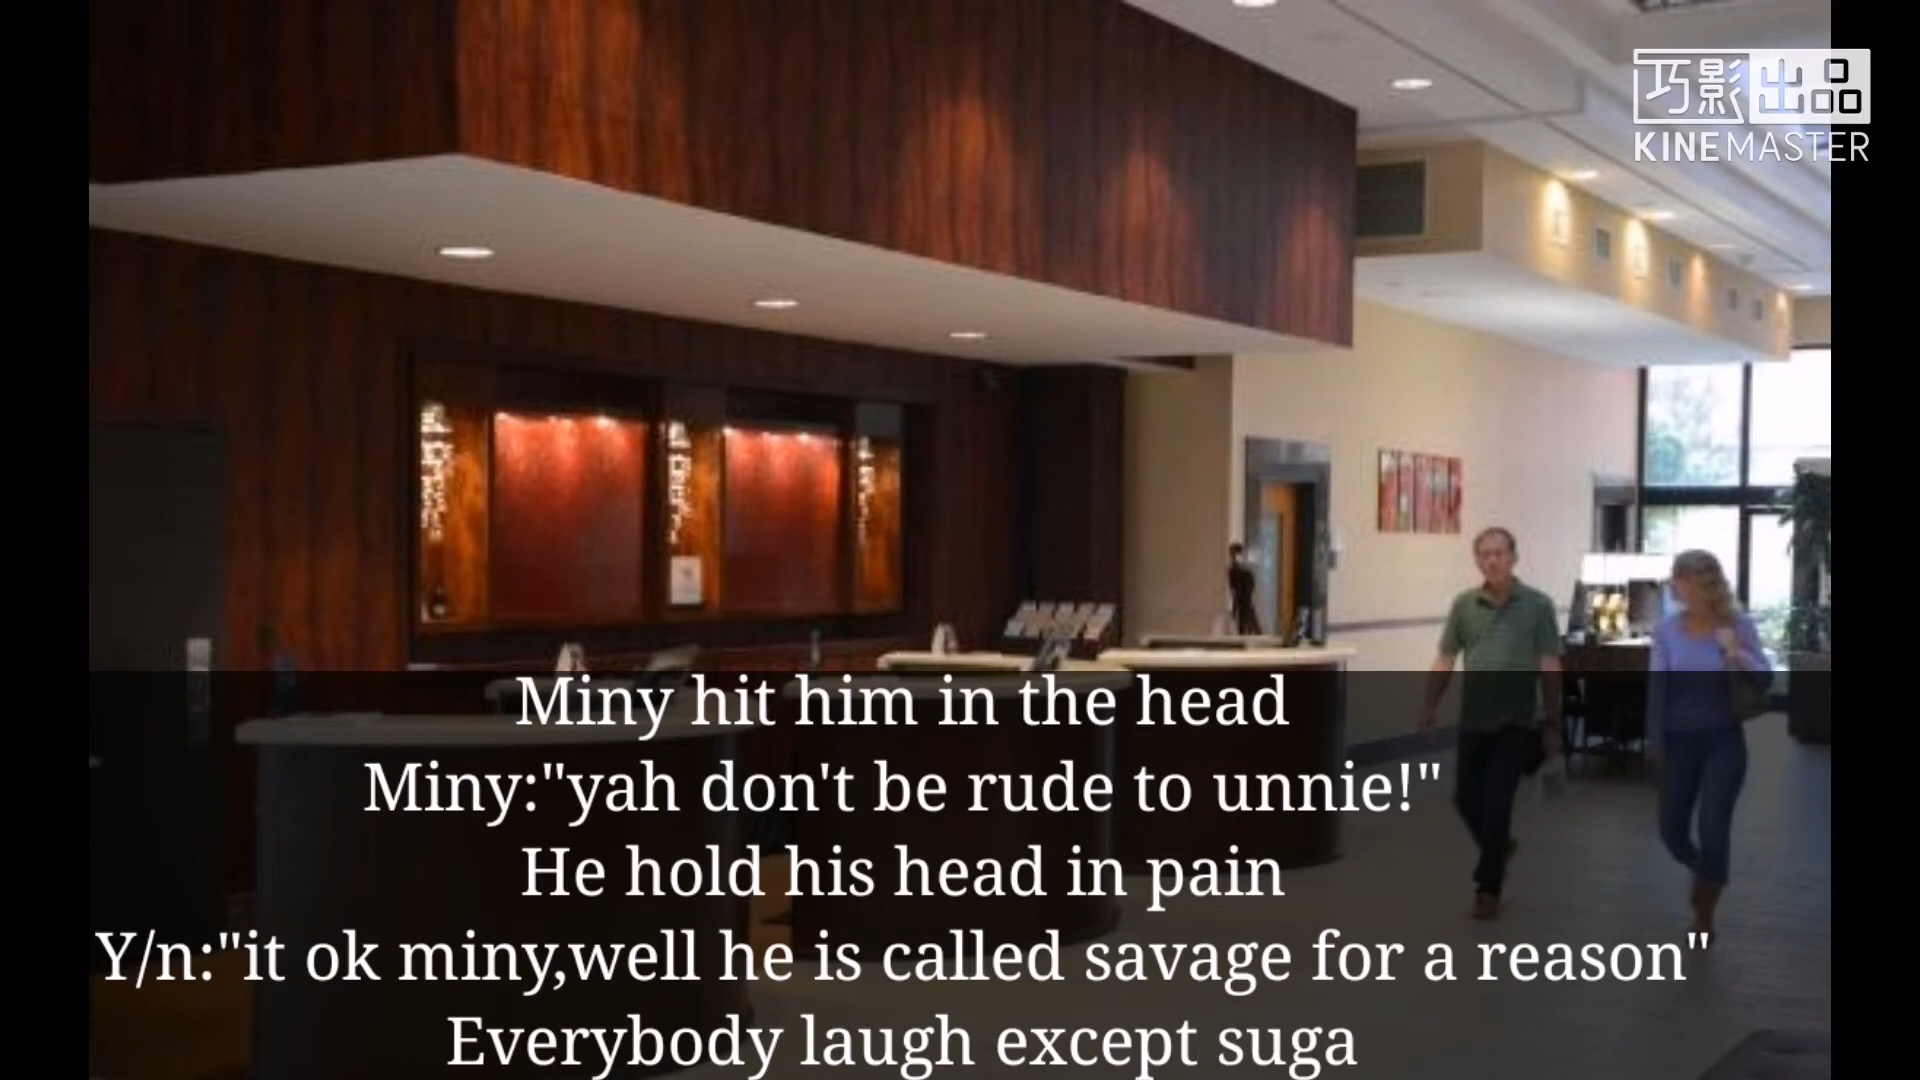 巧影出品
KINEMASTER
Miny hit him in the head
Miny:"yah don't be rude to unnie!"
He hold his head in pain
Y/n:"it ok miny,well he is called savage for a reason"
Everybody laugh except suga